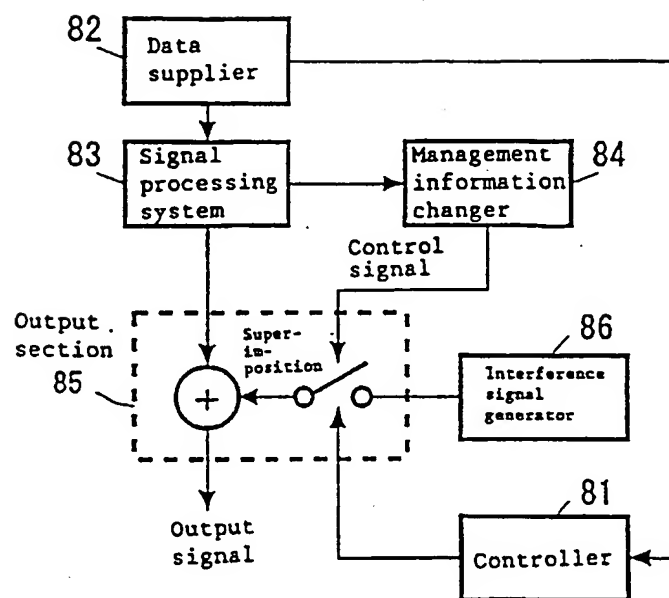 82
Data
supplier
83
Signal
processing
system
Management
information
changer
84
Control
signal
Output
section
85
Super-
im-
position
+
86
Interference
signal
generator
81
Output
signal
Controller